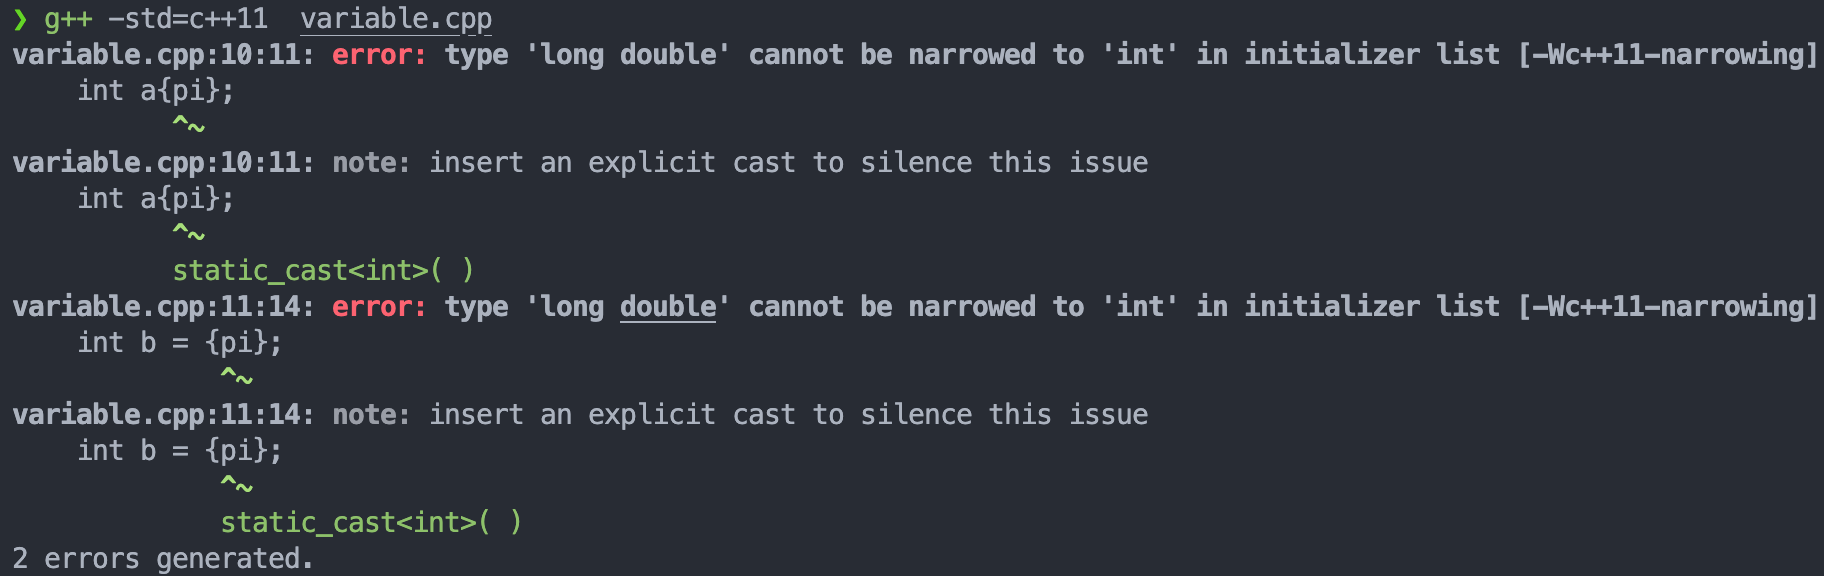 ❯ g++ -std=c++11  variable.cpp
variable.cpp:10:11: error: type 'long double' cannot be narrowed to 'int' in initializer list [-Wc++11-narrowing]
    int a{pi};
          ^~
variable.cpp:10:11: note: insert an explicit cast to silence this issue
    int a{pi};
          ^~
          static_cast<int>( )
variable.cpp:11:14: error: type 'long double' cannot be narrowed to 'int' in initializer list [-Wc++11-narrowing]
    int b = {pi};
             ^~
variable.cpp:11:14: note: insert an explicit cast to silence this issue
    int b = {pi};
             ^~
             static_cast<int>( )
2 errors generated.